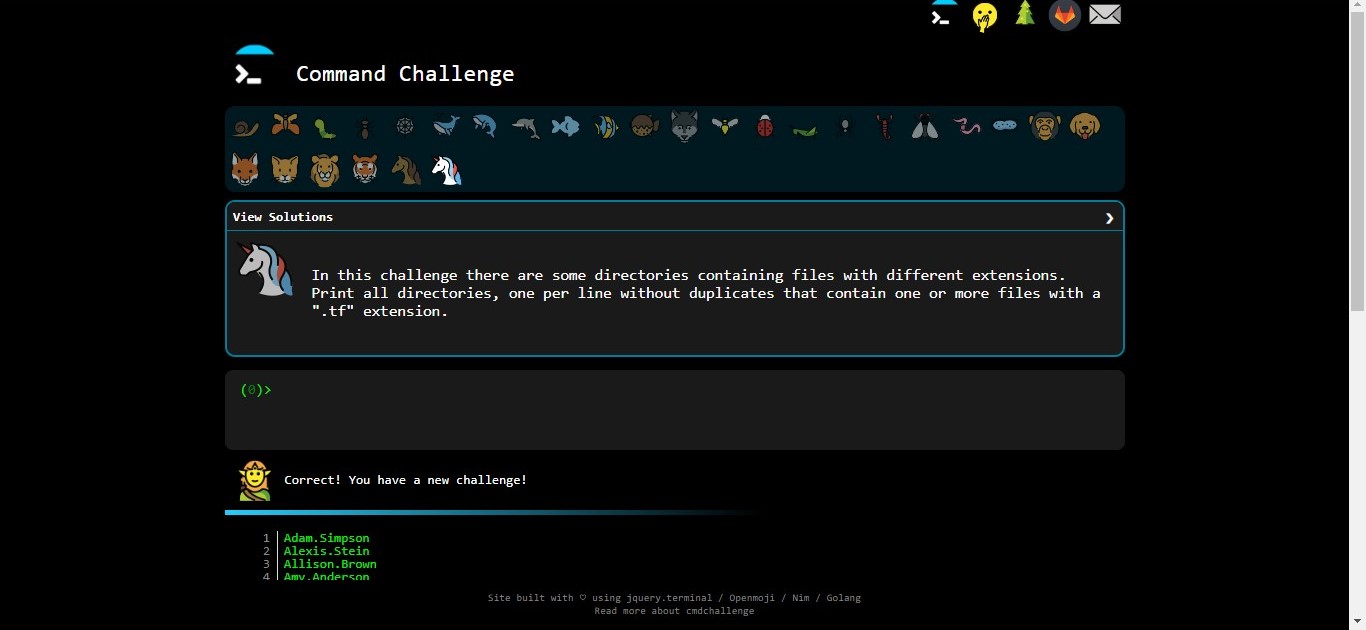 Command Challenge
View Solutions
In this challenge there are some directories containing files with different extensions.
Print all directories, one per line without duplicates that contain one or more files with a
".tf" extension.
(0)>
Correct! You have a new challenge!
1 Adam.Simpson
2 Alexis.Stein
3 Allison.Brown
4 Amy.Anderson
Site built with ♡ using jquery.terminal / Openmoji / Nim / Golang
Read more about cmdchallenge